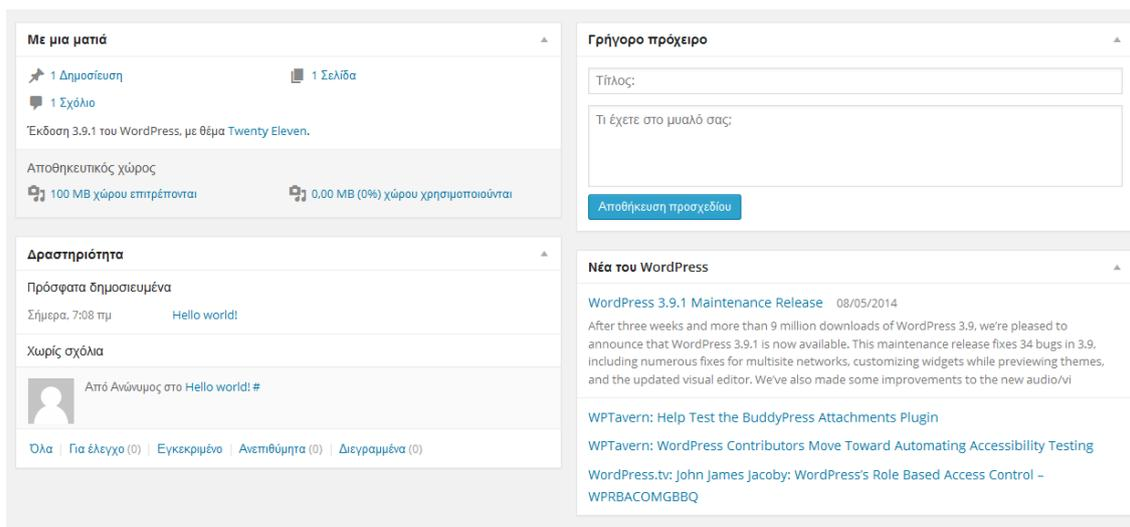 Με μια ματιά
1 Δημοσίευση
1 Σελίδα
1 Σχόλιο
Έκδοση 3.9.1 του WordPress, με θέμα Twenty Eleven.
Αποθηκευτικός χώρος
100 MB χώρου επιτρέπονται
0,00 MB (0%) χώρου χρησιμοποιούνται
Δραστηριότητα
Πρόσφατα δημοσιευμένα
Σήμερα, 7:08 πμ Hello world!
Χωρίς σχόλια
Από Ανώνυμος στο Hello world! #
Όλα | Για έλεγχο (0) | Εγκεκριμένο | Ανεπιθύμητα (0) | Διεγραμμένα (0)
Γρήγορο πρόχειρο
Τίτλος:
Τι έχετε στο μυαλό σας;
Αποθήκευση προσχεδίου
Νέα του WordPress
WordPress 3.9.1 Maintenance Release 08/05/2014
After three weeks and more than 9 million downloads of WordPress 3.9, we're pleased to
announce that WordPress 3.9.1 is now available. This maintenance release fixes 34 bugs in 3.9,
including numerous fixes for multisite networks, customizing widgets while previewing themes,
and the updated visual editor. We've also made some improvements to the new audio/vi
WPTavern: Help Test the BuddyPress Attachments Plugin
WPTavern: WordPress Contributors Move Toward Automating Accessibility Testing
WordPress.tv: John James Jacoby: WordPress's Role Based Access Control –
WPRBACOMGBBQ